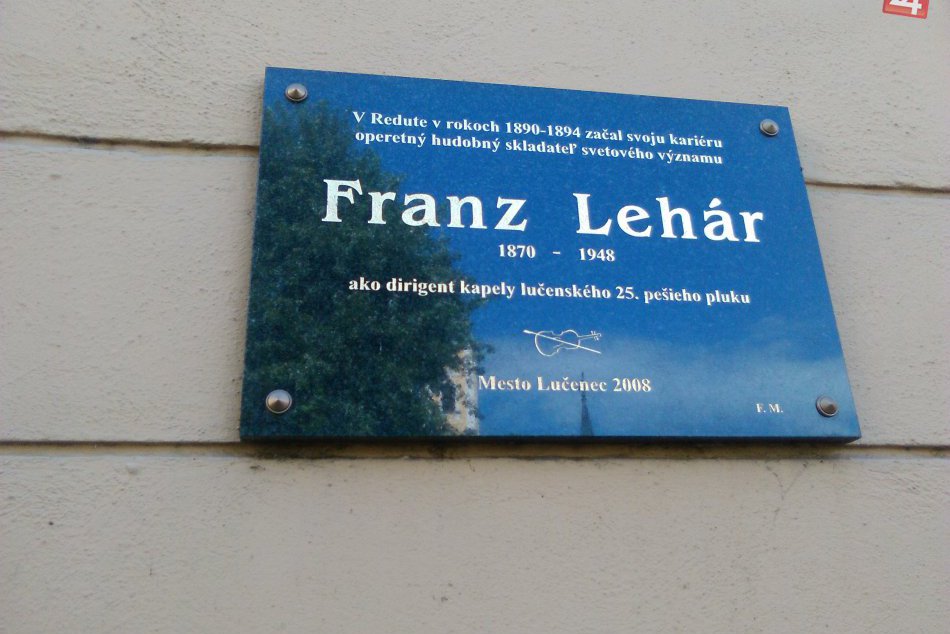 V Redute v rokoch 1890-1894 začal svoju kariéru
operetný hudobný skladateľ svetového významu
Franz Lehár
1870 - 1948
ako dirigent kapely lučenského 25. pešieho pluku
Mesto Lučenec 2008
F. M.
24